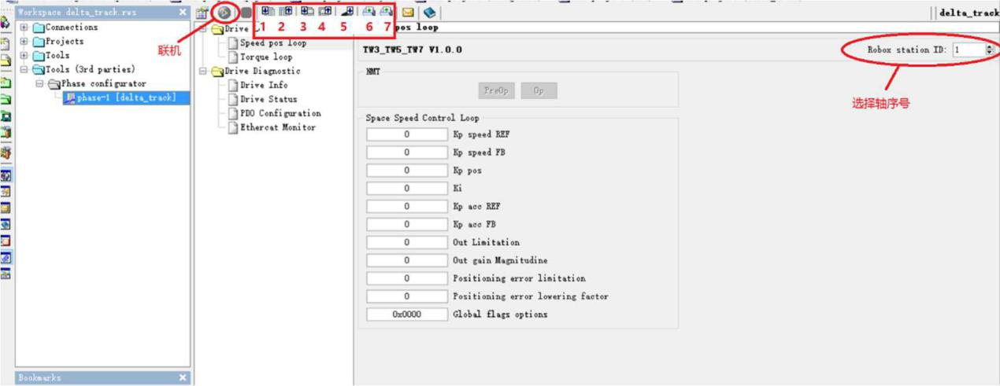 Workspace delta_track.rws
delta_track
Connections
Projects
Tools
Tools (3rd parties)
Phase configurator
phase-1 [delta_track]
Bookmarks
联机
1 2 3 4 5 6 7
Drive
Speed pos loop
Torque loop
Drive Diagnostic
Drive Info
Drive Status
PDO Configuration
Ethercat Monitor
pos loop
TW3_TW5_TW7 V1.0.0
Robox station ID: 1
选择轴序号
NMT
PreOp Op
Space Speed Control Loop
0 Kp speed REF
0 Kp speed FB
0 Kp pos
0 Ki
0 Kp acc REF
0 Kp acc FB
0 Out Limitation
0 Out gain Magnitudine
0 Positioning error limitation
0 Positioning error lowering factor
0x0000 Global flags options